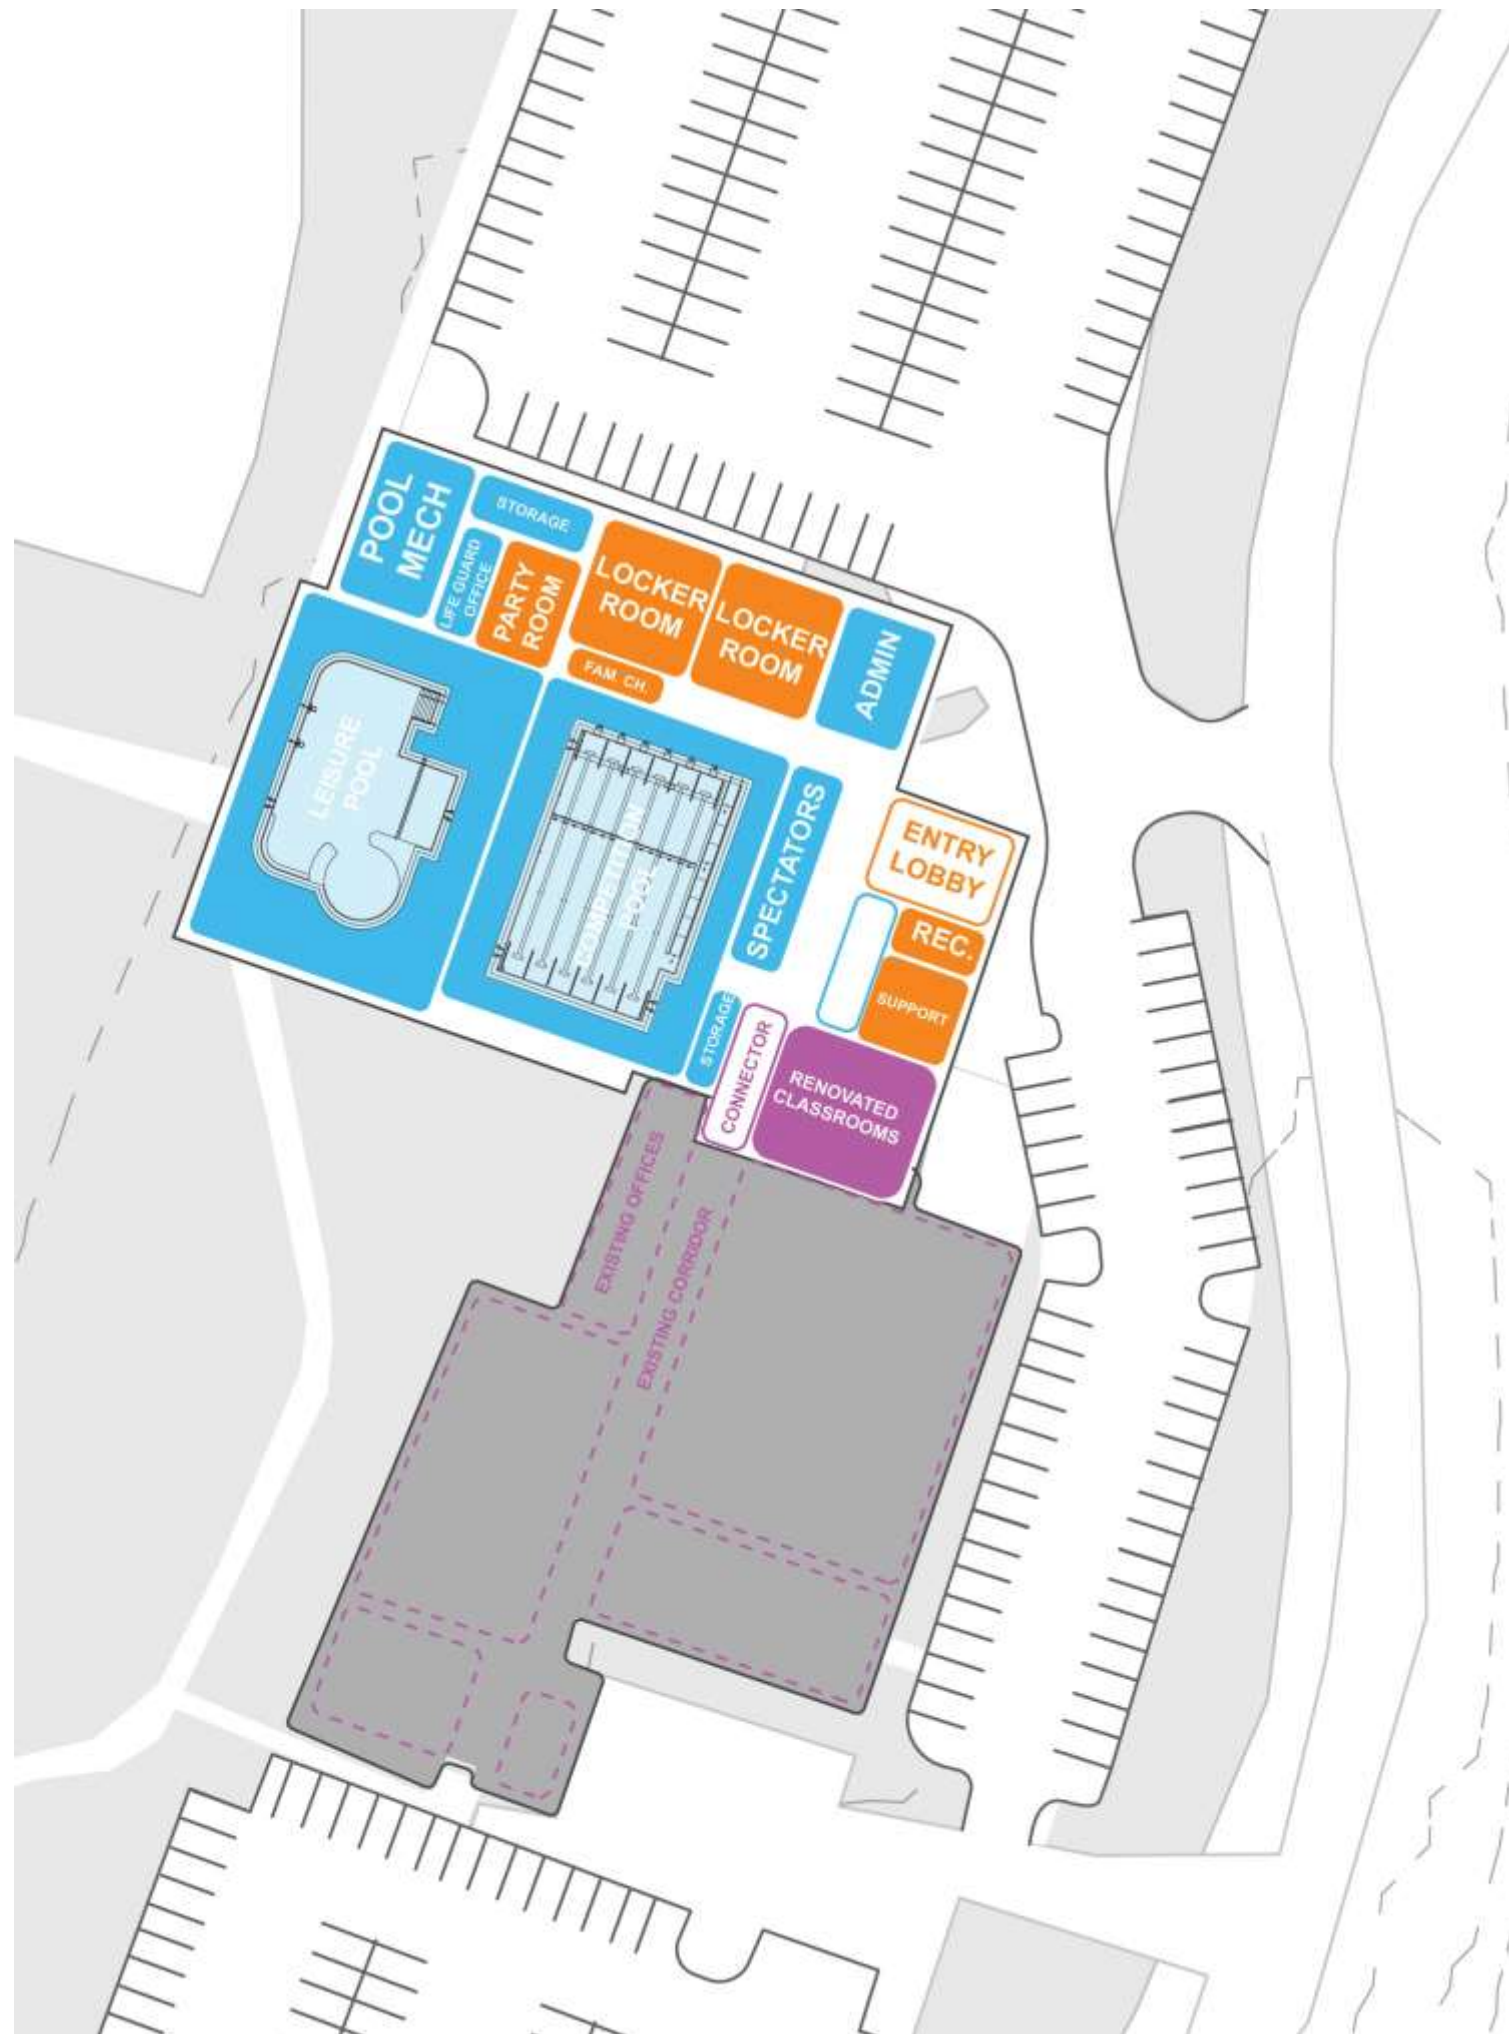 POOL
MECH
STORAGE
LIFE GUARD
OFFICE
PARTY
ROOM
LOCKER
ROOM
LOCKER
ROOM
FAM. CH.
ADMIN
LEISURE
POOL
COMPETITION
POOL
SPECTATORS
ENTRY
LOBBY
REC.
SUPPORT
STORAGE
CONNECTOR
RENOVATED
CLASSROOMS
EXISTING OFFICES
EXISTING CORRIDOR